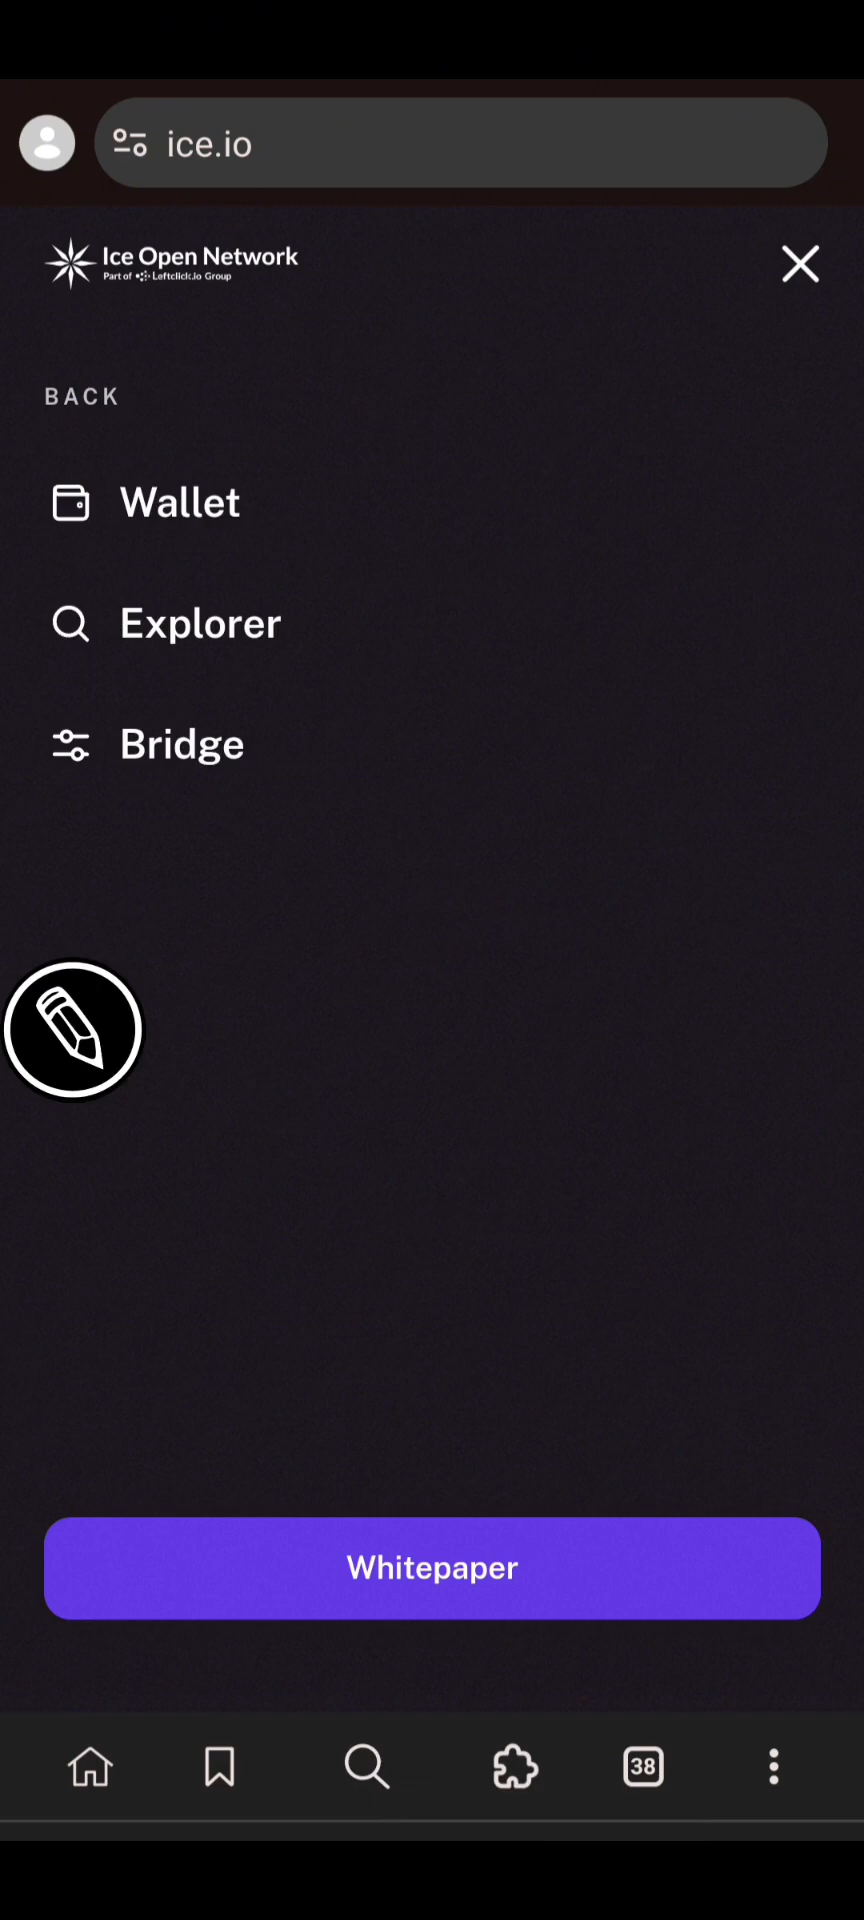 ice.io
Ice Open Network
Part of Leftclick.io Group
BACK
Wallet
Explorer
Bridge
Whitepaper
38